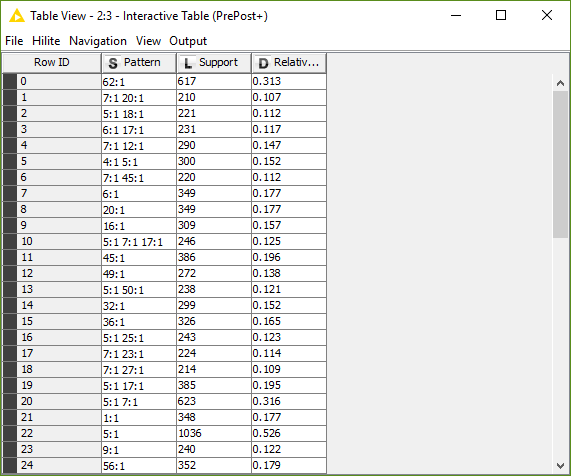 Table View - 2:3 - Interactive Table (PrePost+)
File Hilite Navigation View Output
Row ID S Pattern L Support D Relativ...
0 62:1 617 0.313
1 7:1 20:1 210 0.107
2 5:1 18:1 221 0.112
3 6:1 17:1 231 0.117
4 7:1 12:1 290 0.147
5 4:1 5:1 300 0.152
6 7:1 45:1 220 0.112
7 6:1 349 0.177
8 20:1 349 0.177
9 16:1 309 0.157
10 5:1 7:1 17:1 246 0.125
11 45:1 386 0.196
12 49:1 272 0.138
13 5:1 50:1 238 0.121
14 32:1 299 0.152
15 36:1 326 0.165
16 5:1 25:1 243 0.123
17 7:1 23:1 224 0.114
18 7:1 27:1 214 0.109
19 5:1 17:1 385 0.195
20 5:1 7:1 623 0.316
21 1:1 348 0.177
22 5:1 1036 0.526
23 9:1 240 0.122
24 56:1 352 0.179